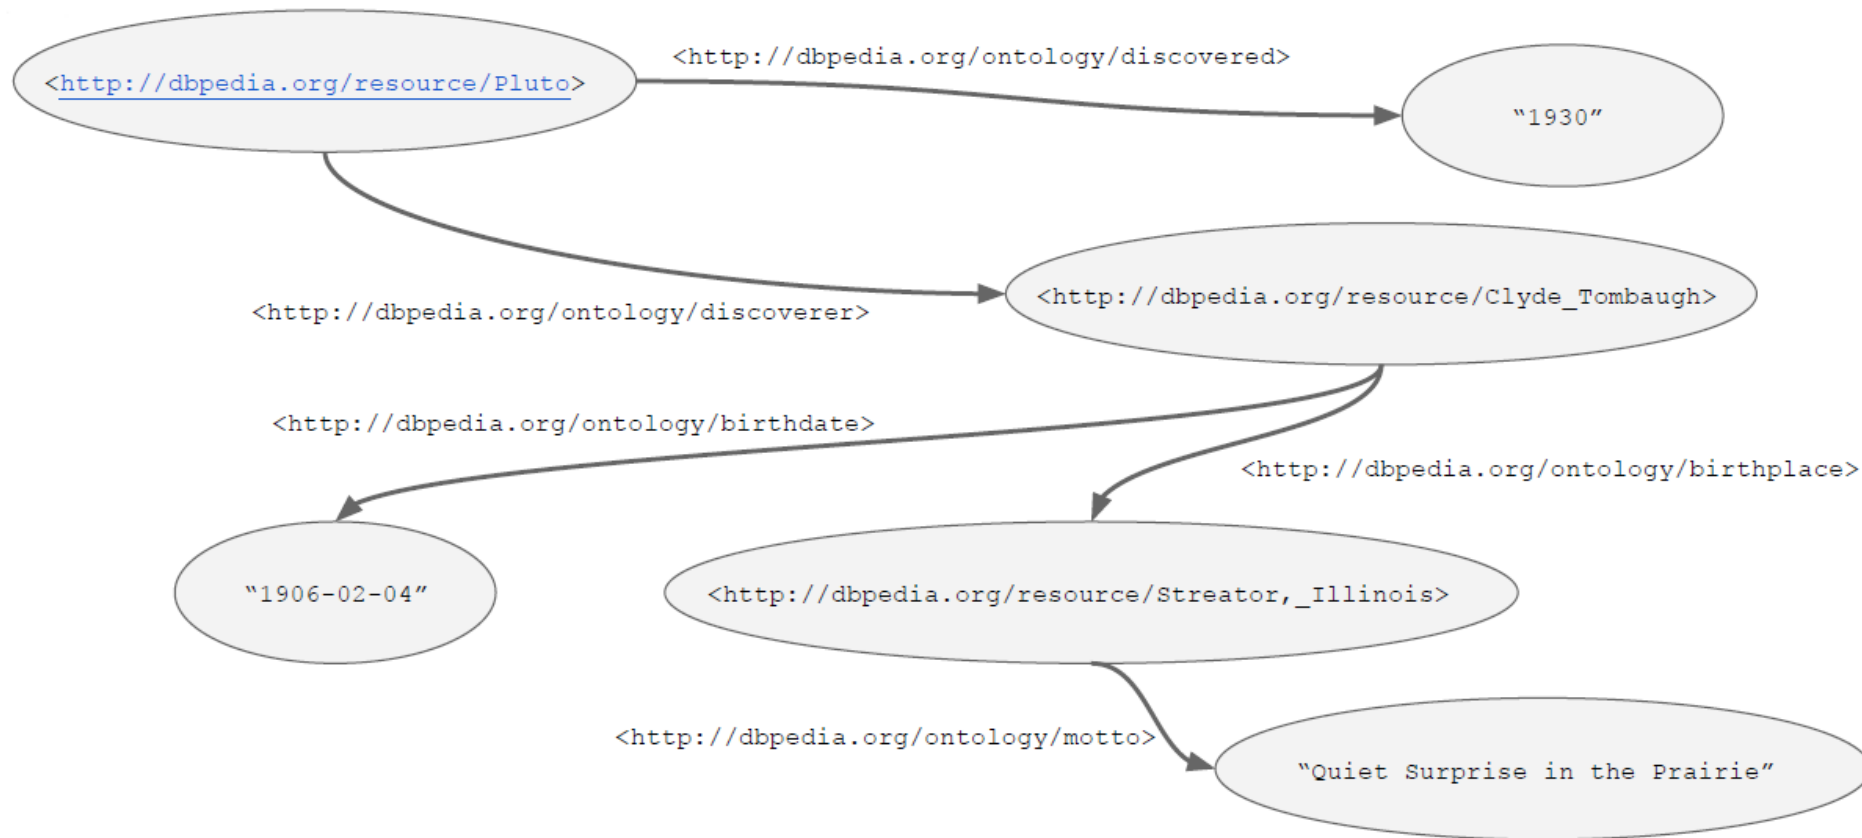 <http://dbpedia.org/ontology/discovered>
<http://dbpedia.org/resource/Pluto>
“1930”
<http://dbpedia.org/resource/Clyde_Tombaugh>
<http://dbpedia.org/ontology/discoverer>
<http://dbpedia.org/ontology/birthdate>
<http://dbpedia.org/ontology/birthplace>
“1906-02-04”
<http://dbpedia.org/resource/Streator,_Illinois>
<http://dbpedia.org/ontology/motto>
“Quiet Surprise in the Prairie”